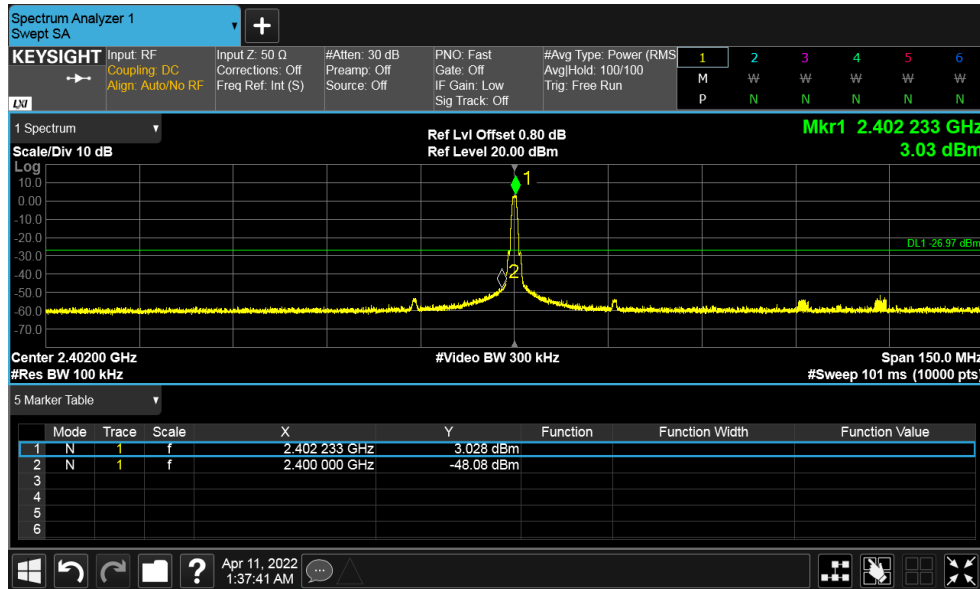 Spectrum Analyzer 1
Swept SA
KEYSIGHT
LXI
Input: RF
Coupling: DC
Align: Auto/No RF
Input Z: 50 Ω
Corrections: Off
Freq Ref: Int (S)
#Atten: 30 dB
Preamp: Off
Source: Off
PNO: Fast
Gate: Off
IF Gain: Low
Sig Track: Off
#Avg Type: Power (RMS
Avg|Hold: 100/100
Trig: Free Run
1 2 3 4 5 6
M W W W W W
P N N N N N
1 Spectrum
Scale/Div 10 dB
Ref Lvl Offset 0.80 dB
Ref Level 20.00 dBm
Mkr1 2.402 233 GHz
3.03 dBm
Log
10.0
0.00
-10.0
-20.0
-30.0
-40.0
-50.0
-60.0
-70.0
1
DL1 -26.97 dBm
2
Center 2.40200 GHz
#Video BW 300 kHz
Span 150.0 MHz
#Res BW 100 kHz
#Sweep 101 ms (10000 pts)
5 Marker Table
Mode Trace Scale X Y Function Function Width Function Value
1 N 1 f 2.402 233 GHz 3.028 dBm
2 N 1 f 2.400 000 GHz -48.08 dBm
3
4
5
6
?
Apr 11, 2022
1:37:41 AM